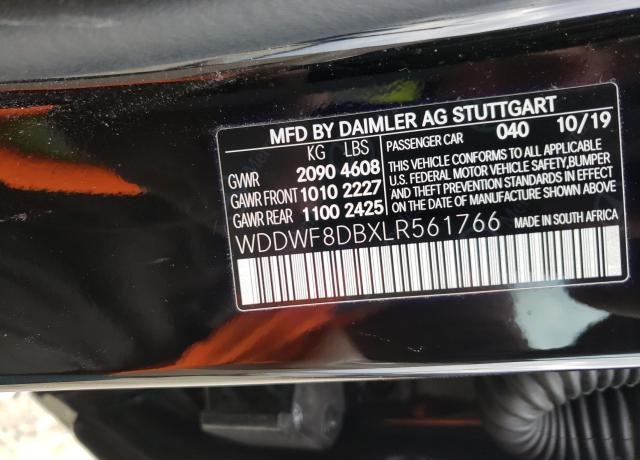 MFD BY DAIMLER AG STUTTGART
KG LBS
GVWR 2090 4608
GAWR FRONT 1010 2227
GAWR REAR 1100 2425
PASSENGER CAR 040 10/19
THIS VEHICLE CONFORMS TO ALL APPLICABLE
U.S. FEDERAL MOTOR VEHICLE SAFETY, BUMPER
AND THEFT PREVENTION STANDARDS IN EFFECT
ON THE DATE OF MANUFACTURE SHOWN ABOVE
WDDWF8DBXLR561766 MADE IN SOUTH AFRICA